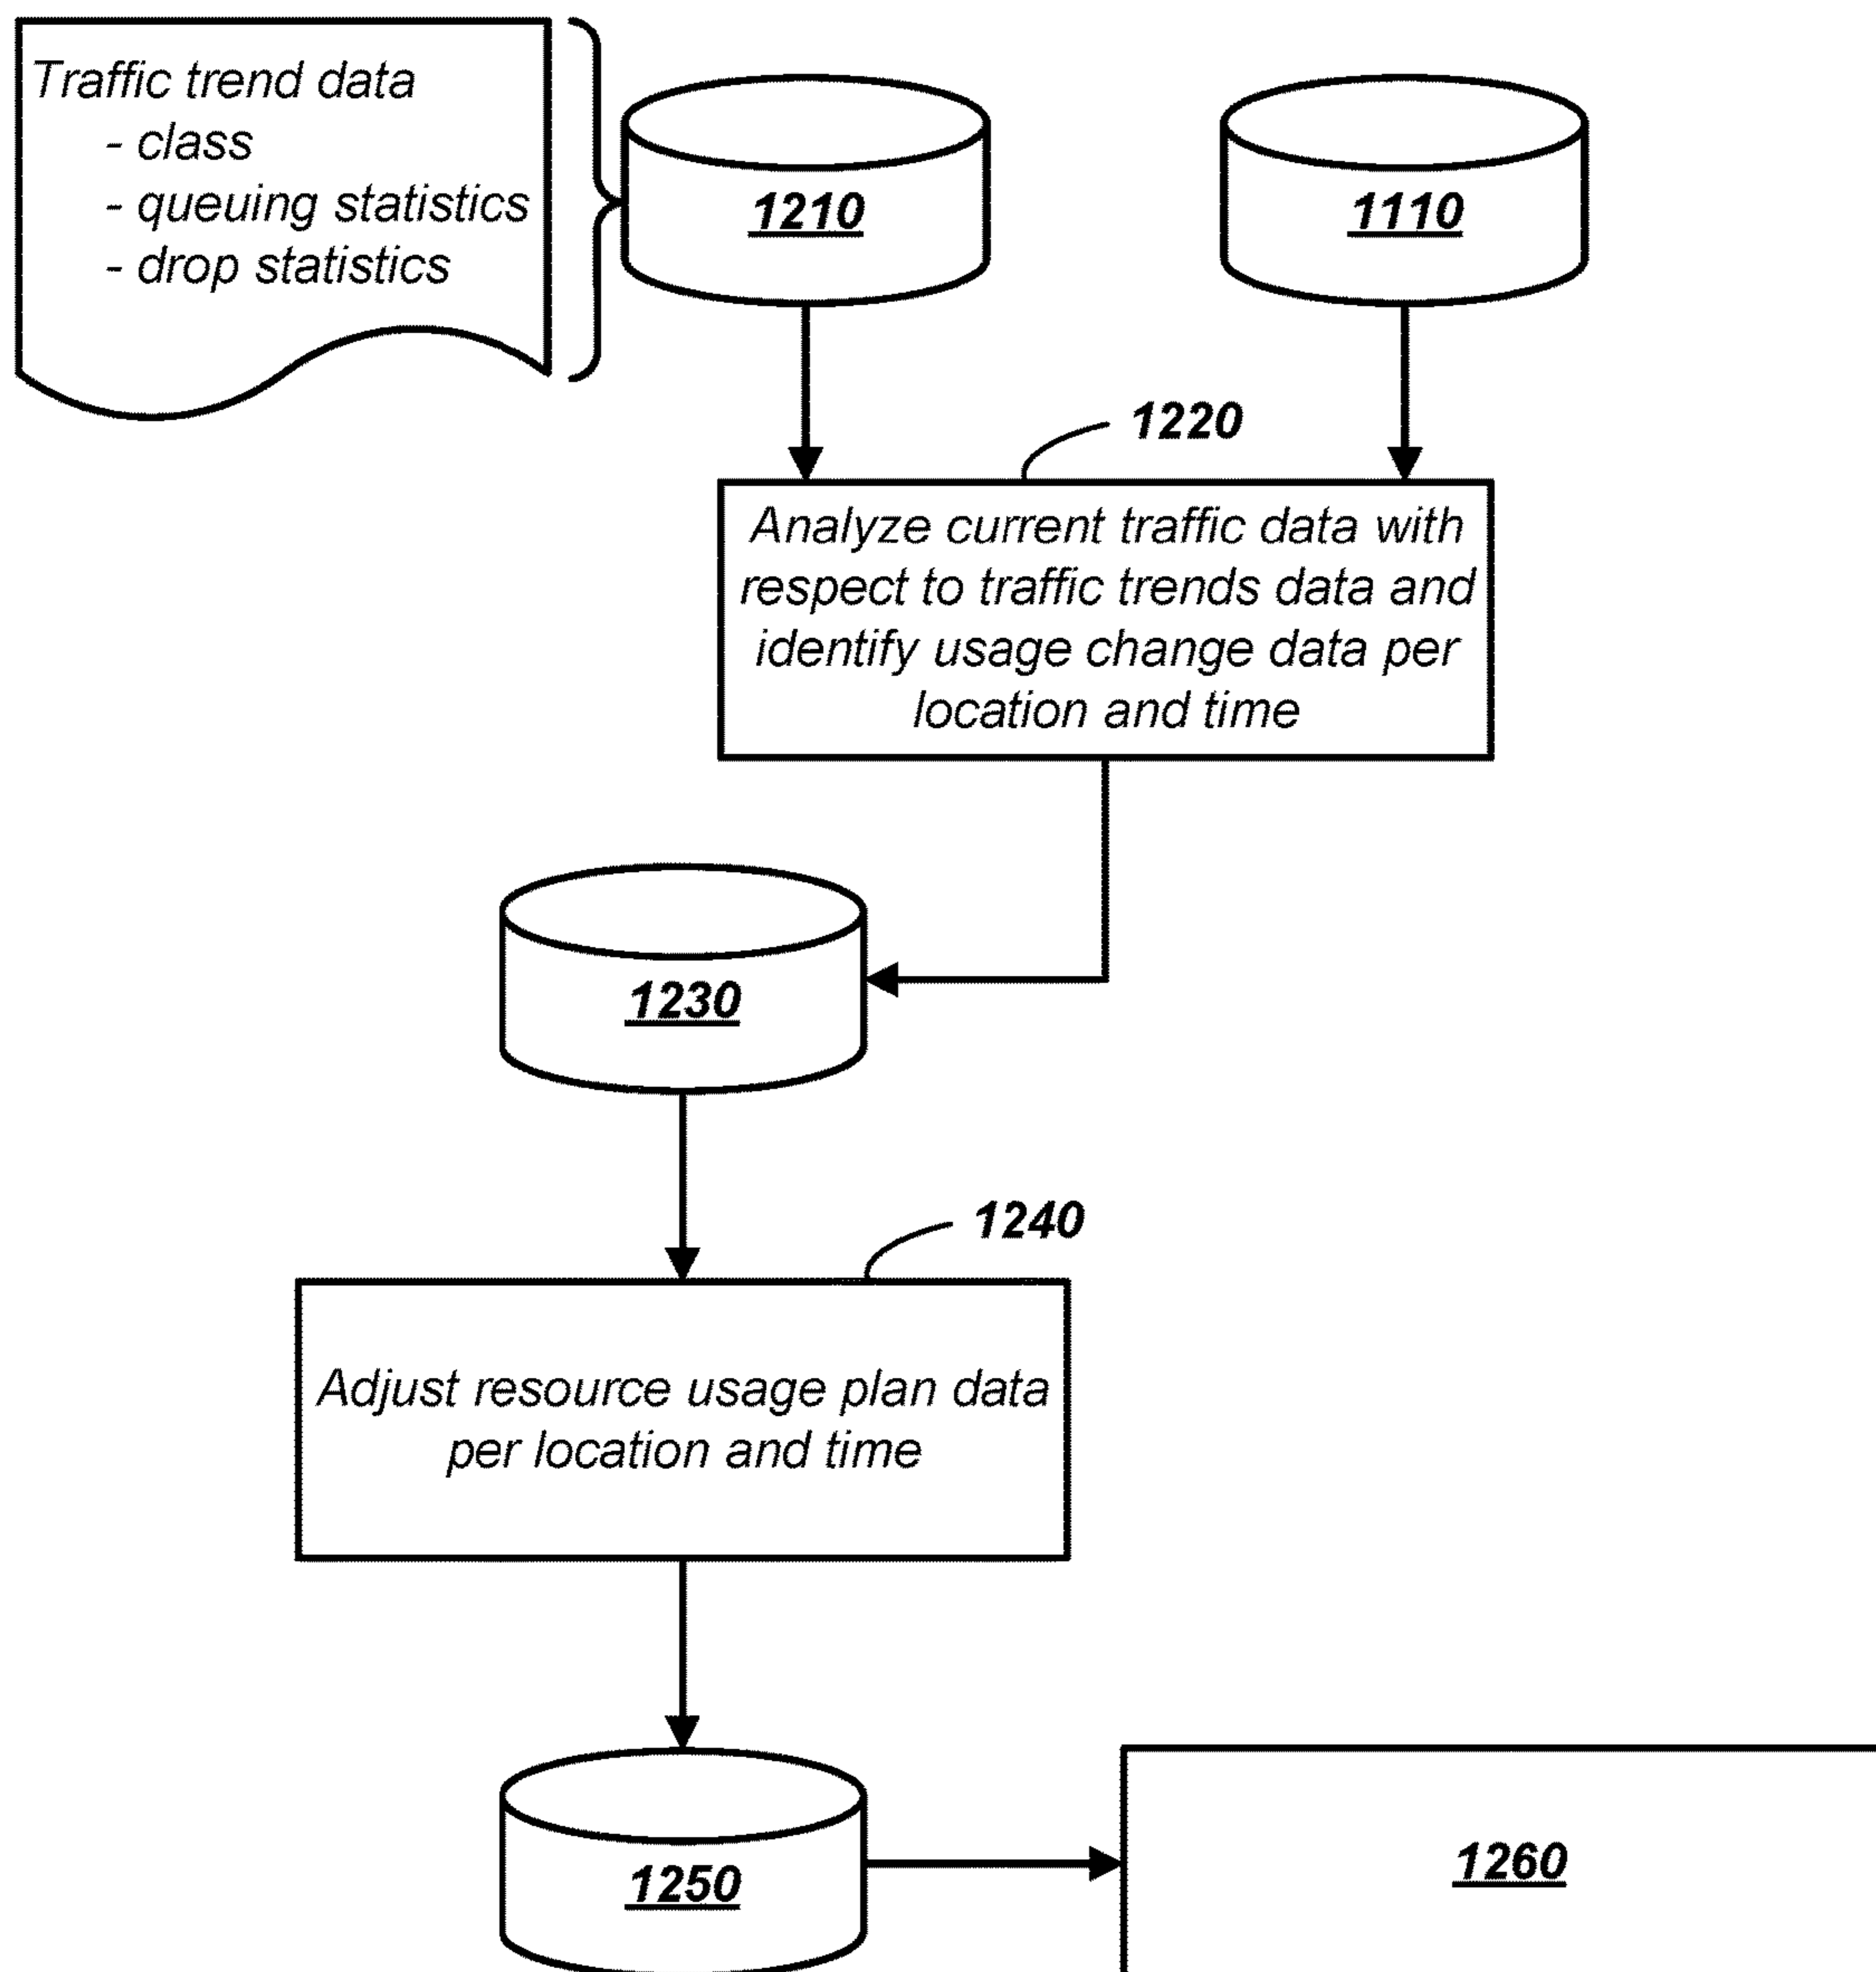 Traffic trend data
- class
- queuing statistics
- drop statistics
1210
1110
1220
Analyze current traffic data with
respect to traffic trends data and
identify usage change data per
location and time
1230
1240
Adjust resource usage plan data
per location and time
1250
1260